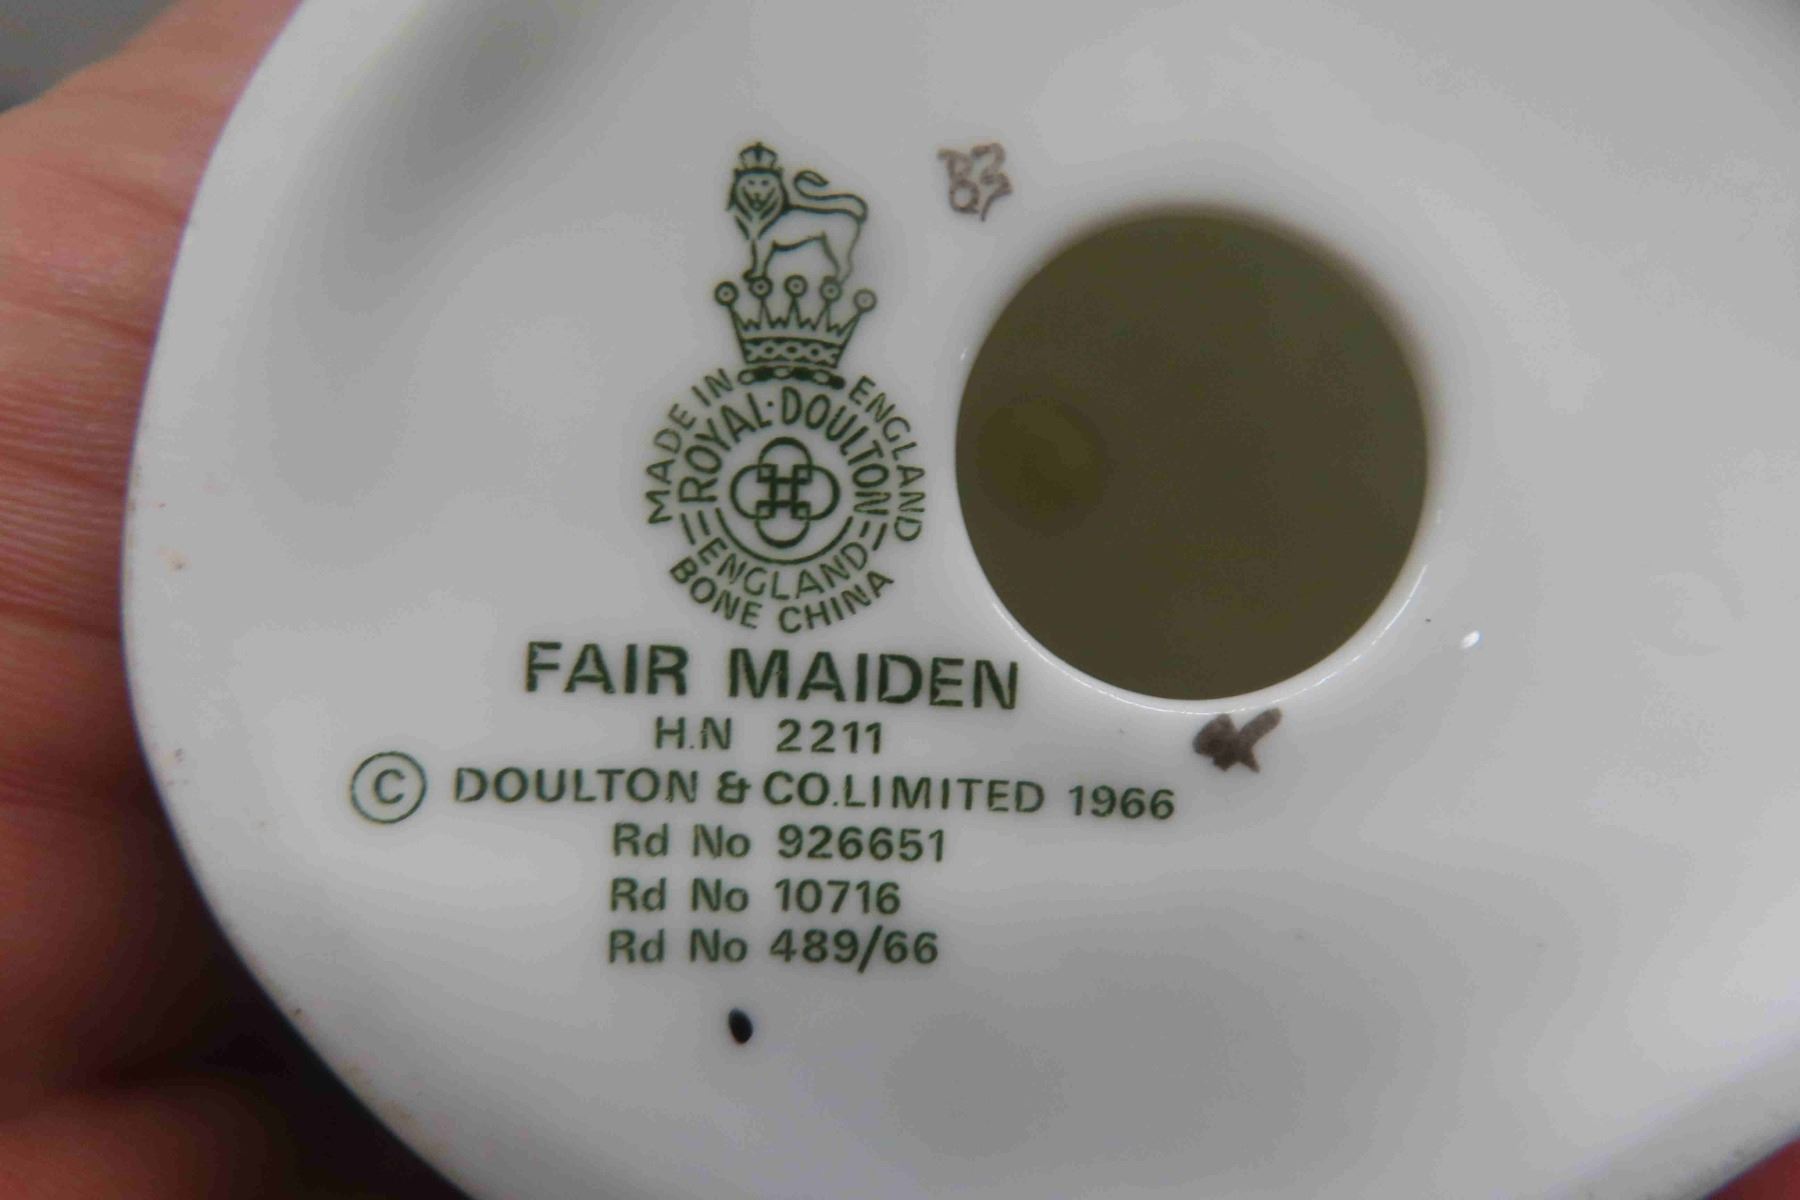 MADE IN ENGLAND
ROYAL·DOULTON
ENGLAND
BONE CHINA
FAIR MAIDEN
H.N 2211
© DOULTON & CO.LIMITED 1966
Rd No 926651
Rd No 10716
Rd No 489/66